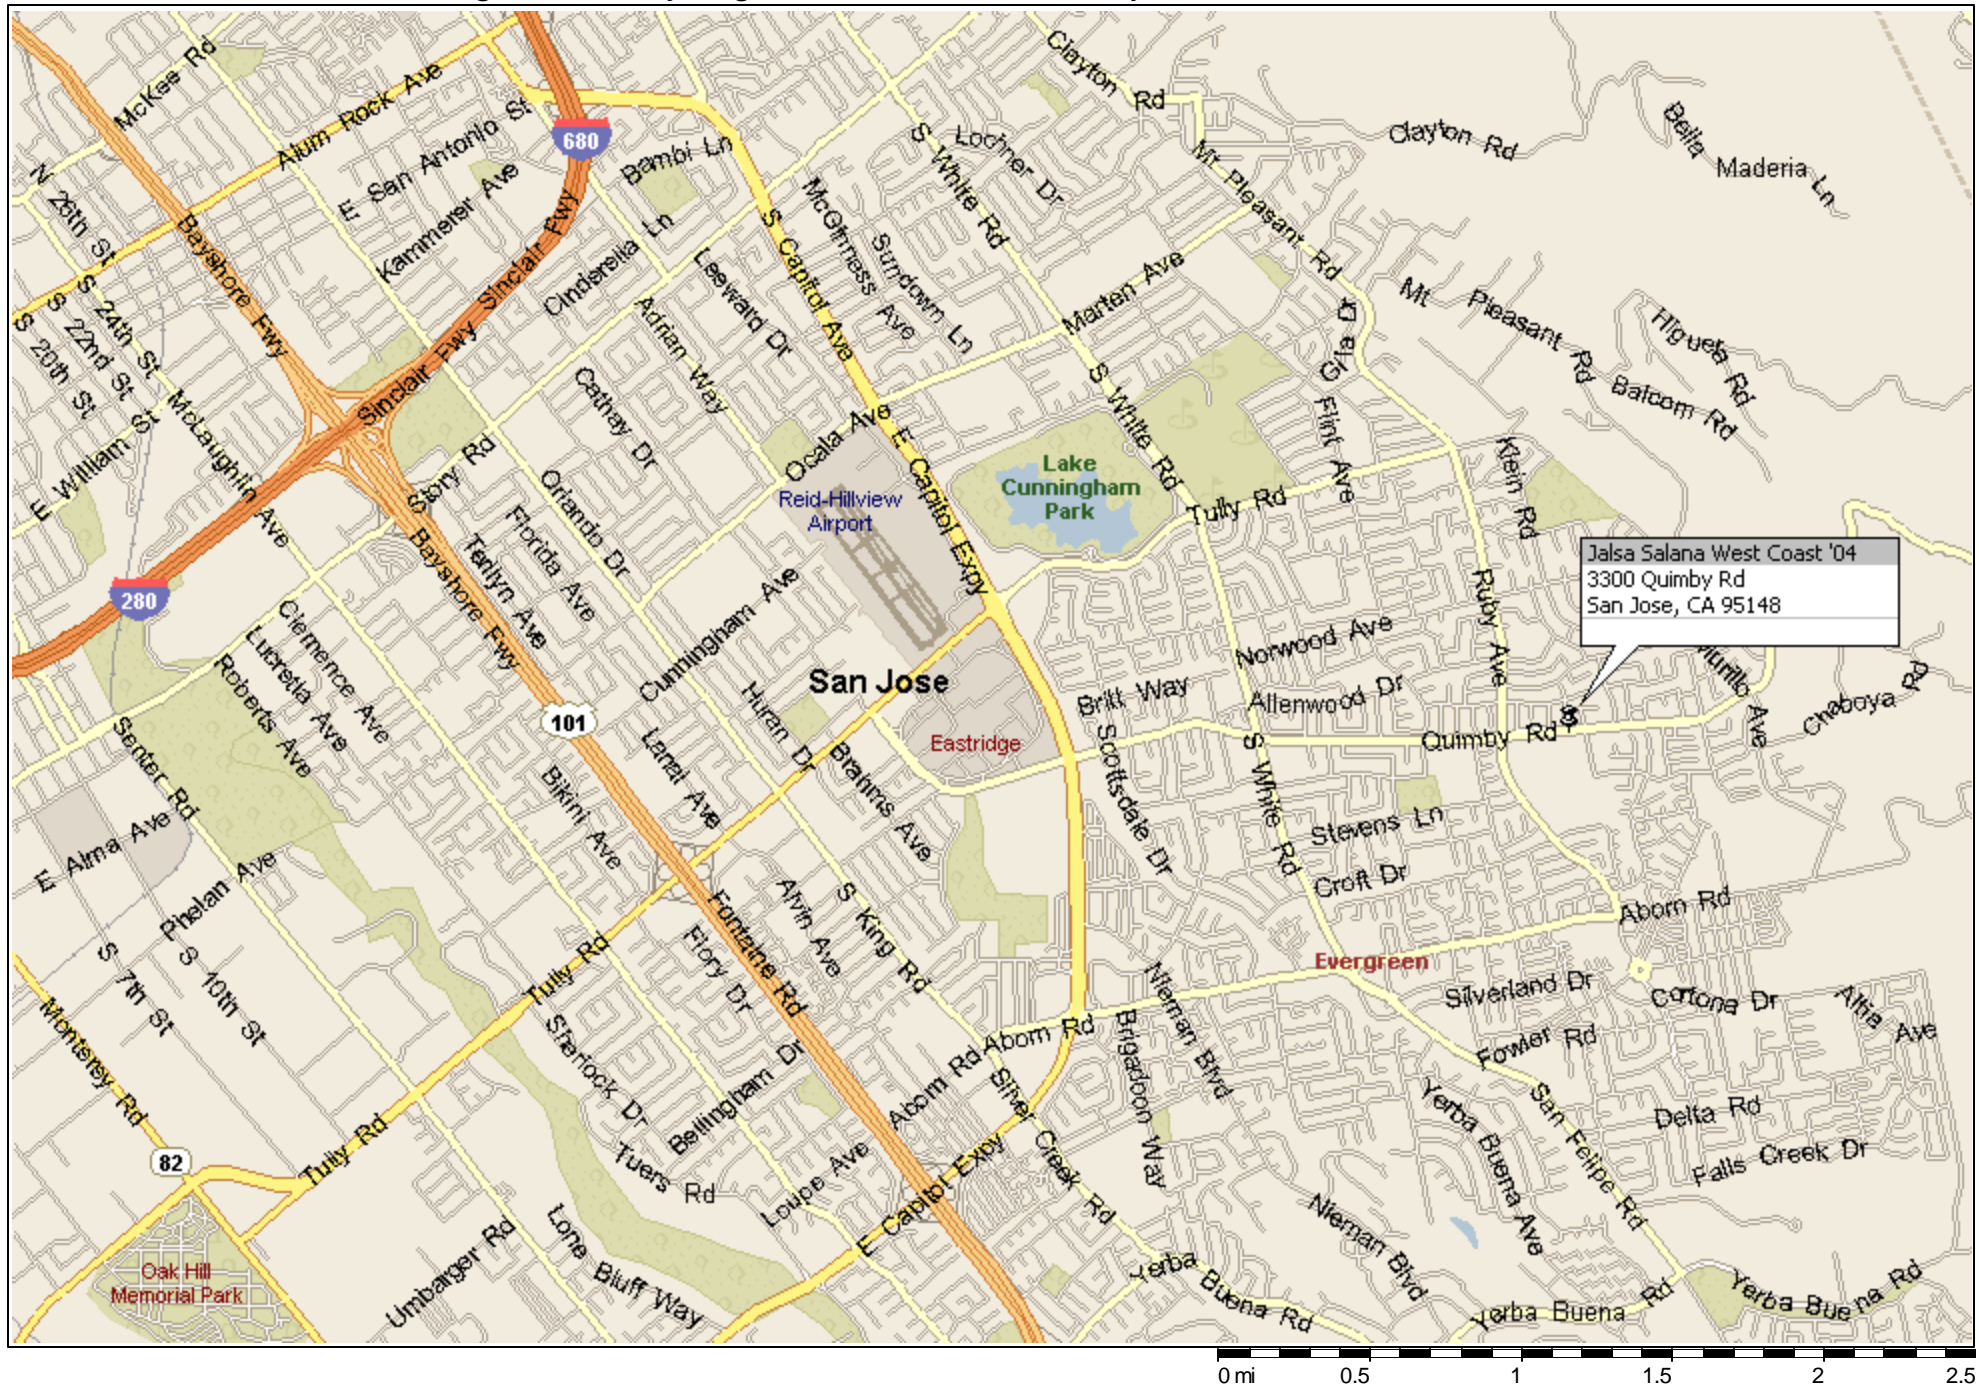 McKee Rd
Alum Rock Ave
E San Antonio St
Kammerer Ave
680
Bambi Ln
Cinderella Ln
Clayton Rd
Clayton Rd
Bella Maderia Ln
S White Rd
Lochner Dr
Mt Pleasant Rd
N 26th St
S 24th St
S 22nd St
S 20th St
Bayshore Fwy
Sinclair Fwy
Sinclair Fwy
Sinclair
S Capitol Ave
McGinness Ave
Sundown Ln
Leeward Dr
Adrian Way
Marten Ave
Mt Pleasant Rd
Higuera Rd
Balcom Rd
E William St
McLaughlin Ave
Story Rd
Cathay Dr
Orlando Dr
Florida Ave
Terilyn Ave
Ocala Ave
E Capitol Expy
Reid-Hillview
Airport
Lake
Cunningham
Park
S White Rd
Tully Rd
Flint Ave
Klein Rd
Ruby Ave
Jalsa Salana West Coast '04
3300 Quimby Rd
San Jose, CA 95148
280
Bayshore Fwy
Clemence Ave
Lucretia Ave
Roberts Ave
Cunningham Ave
San Jose
Huran Dr
Lanai Ave
Brahms Ave
Eastridge
Norwood Ave
Britt Way
Allenwood Dr
Scottsdale Dr
Quimby Rd
Murillo Ave
Chaboya Rd
101
Senter Rd
Bikini Ave
S White Rd
Stevens Ln
Croft Dr
Aborn Rd
E Alma Ave
Phelan Ave
S 7th St
S 10th St
Tully Rd
Fontaine Rd
Flory Dr
Alvin Ave
S King Rd
Evergreen
Silverland Dr
Cortona Dr
Altia Ave
Fowler Rd
Nieman Blvd
Brigadoon Way
Aborn Rd
Aborn Rd
Monterey Rd
Sherlock Dr
Bellingham Dr
Silver Creek Rd
Yerba Buena Ave
San Felipe Rd
Delta Rd
Falls Creek Dr
82
Tully Rd
Tuers Rd
Loupe Ave
E Capitol Expy
Nieman Blvd
Oak Hill
Memorial Park
Umbarger Rd
Lone Bluff Way
Yerba Buena Rd
Yerba Buena Rd
Yerba Buena Rd
0 mi 0.5 1 1.5 2 2.5